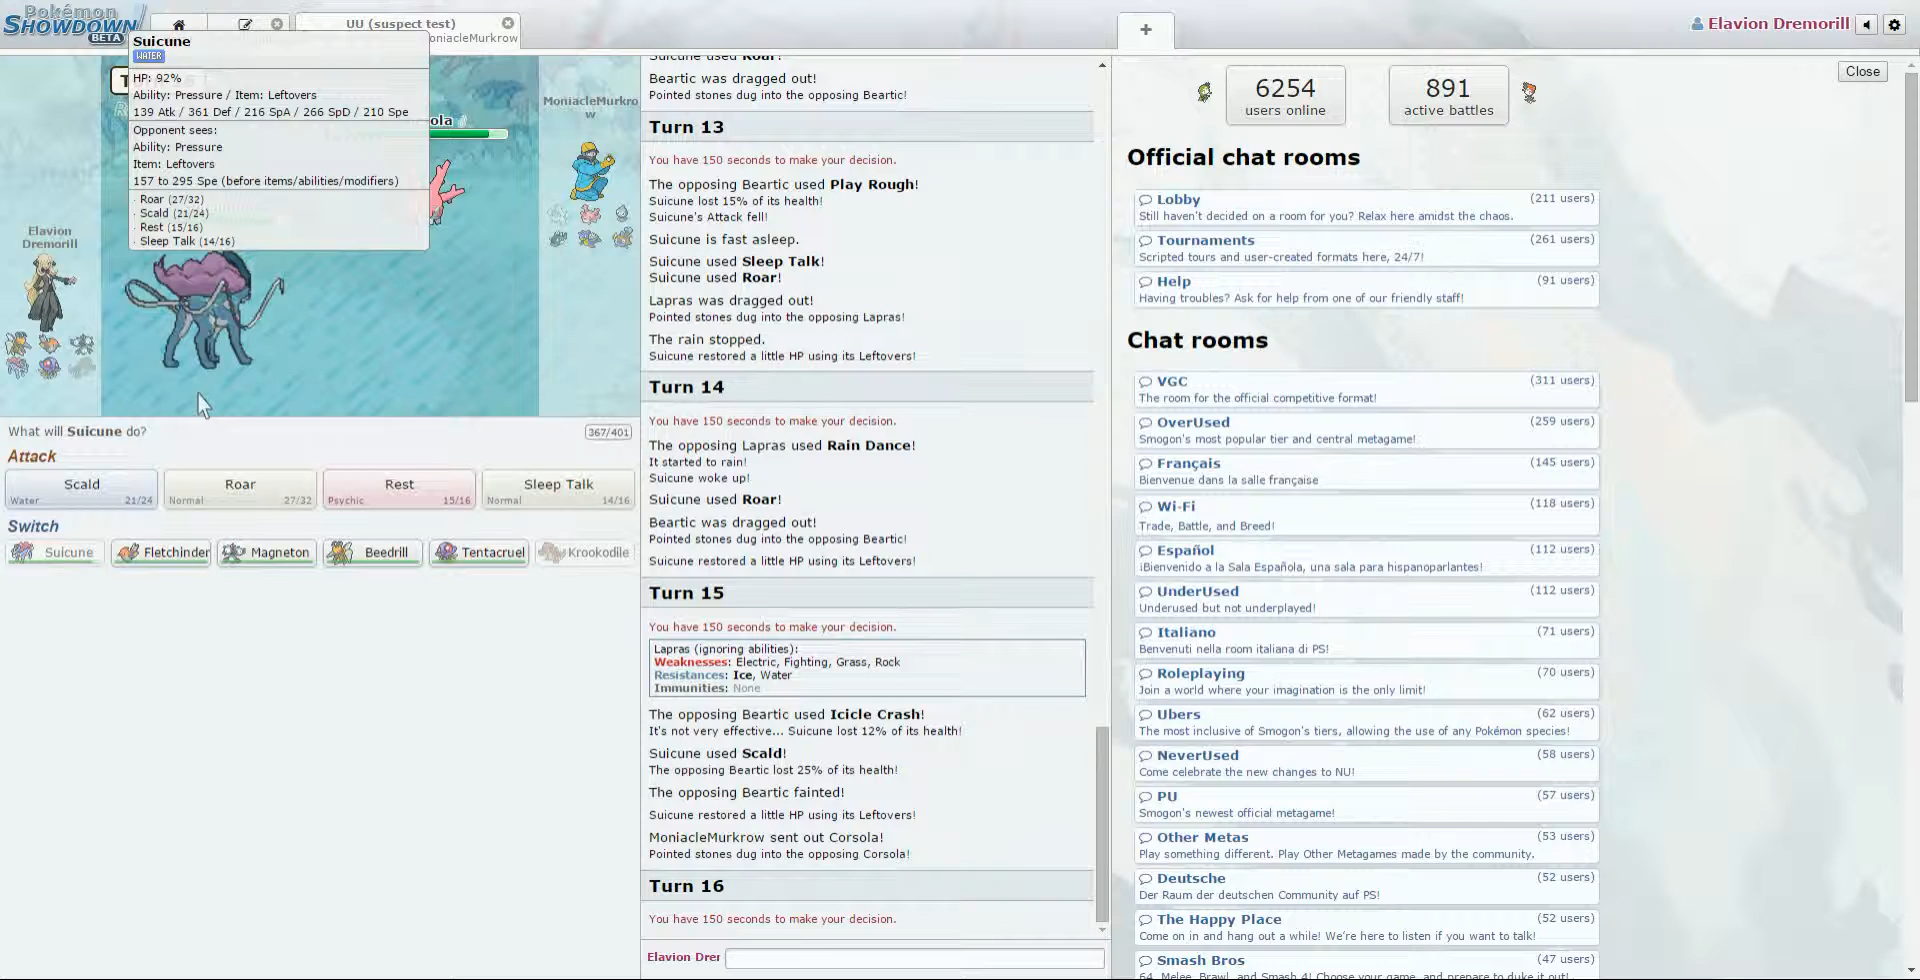 Pokémon
SHOWDOWN
BETA
UU (suspect test)
MoniacleMurkrow
Elavion Dremorill
Suicune
WATER
HP: 92%
Ability: Pressure / Item: Leftovers
139 Atk / 361 Def / 216 SpA / 266 SpD / 210 Spe
Opponent sees:
Ability: Pressure
Item: Leftovers
157 to 295 Spe (before items/abilities/modifiers)
· Roar (27/32)
· Scald (21/24)
· Rest (15/16)
· Sleep Talk (14/16)
MoniacleMurkro
w
Elavion
Dremorill
What will Suicune do?
367/401
Attack
Scald
Water 21/24
Roar
Normal 27/32
Rest
Psychic 15/16
Sleep Talk
Normal 14/16
Switch
Suicune
Fletchinder
Magneton
Beedrill
Tentacruel
Krookodile
Suicune used Roar!
Beartic was dragged out!
Pointed stones dug into the opposing Beartic!
Turn 13
You have 150 seconds to make your decision.
The opposing Beartic used Play Rough!
Suicune lost 15% of its health!
Suicune's Attack fell!
Suicune is fast asleep.
Suicune used Sleep Talk!
Suicune used Roar!
Lapras was dragged out!
Pointed stones dug into the opposing Lapras!
The rain stopped.
Suicune restored a little HP using its Leftovers!
Turn 14
You have 150 seconds to make your decision.
The opposing Lapras used Rain Dance!
It started to rain!
Suicune woke up!
Suicune used Roar!
Beartic was dragged out!
Pointed stones dug into the opposing Beartic!
Suicune restored a little HP using its Leftovers!
Turn 15
You have 150 seconds to make your decision.
Lapras (ignoring abilities):
Weaknesses: Electric, Fighting, Grass, Rock
Resistances: Ice, Water
Immunities: None
The opposing Beartic used Icicle Crash!
It's not very effective... Suicune lost 12% of its health!
Suicune used Scald!
The opposing Beartic lost 25% of its health!
The opposing Beartic fainted!
Suicune restored a little HP using its Leftovers!
MoniacleMurkrow sent out Corsola!
Pointed stones dug into the opposing Corsola!
Turn 16
You have 150 seconds to make your decision.
Elavion Drer
Close
6254
users online
891
active battles
Official chat rooms
Lobby (211 users)
Still haven't decided on a room for you? Relax here amidst the chaos.
Tournaments (261 users)
Scripted tours and user-created formats here, 24/7!
Help (91 users)
Having troubles? Ask for help from one of our friendly staff!
Chat rooms
VGC (311 users)
The room for the official competitive format!
OverUsed (259 users)
Smogon's most popular tier and central metagame!
Français (145 users)
Bienvenue dans la salle française
Wi-Fi (118 users)
Trade, Battle, and Breed!
Español (112 users)
¡Bienvenido a la Sala Española, una sala para hispanoparlantes!
UnderUsed (112 users)
Underused but not underplayed!
Italiano (71 users)
Benvenuti nella room italiana di PS!
Roleplaying (70 users)
Join a world where your imagination is the only limit!
Ubers (62 users)
The most inclusive of Smogon's tiers, allowing the use of any Pokémon species!
NeverUsed (58 users)
Come celebrate the new changes to NU!
PU (57 users)
Smogon's newest official metagame!
Other Metas (53 users)
Play something different. Play Other Metagames made by the community.
Deutsche (52 users)
Der Raum der deutschen Community auf PS!
The Happy Place (52 users)
Come on in and hang out a while! We're here to listen if you want to talk!
Smash Bros (47 users)
64, Melee, Brawl, and Smash 4! Choose your game, and prepare to duke it out!